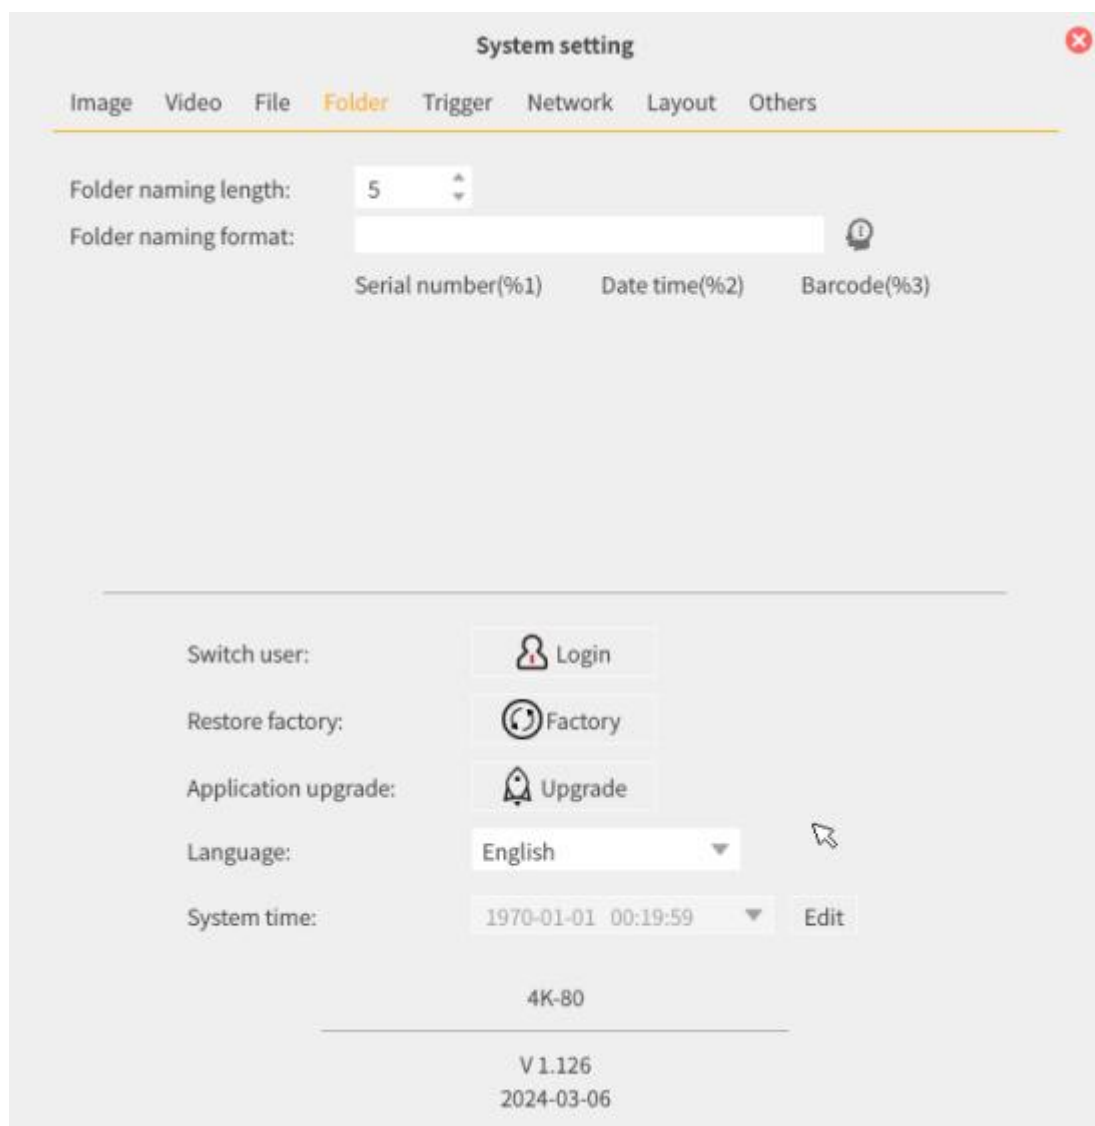 System setting
Image Video File Folder Trigger Network Layout Others
Folder naming length: 5
Folder naming format:
Serial number(%1) Date time(%2) Barcode(%3)
Switch user: Login
Restore factory: Factory
Application upgrade: Upgrade
Language: English
System time: 1970-01-01 00:19:59 Edit
4K-80
V 1.126
2024-03-06